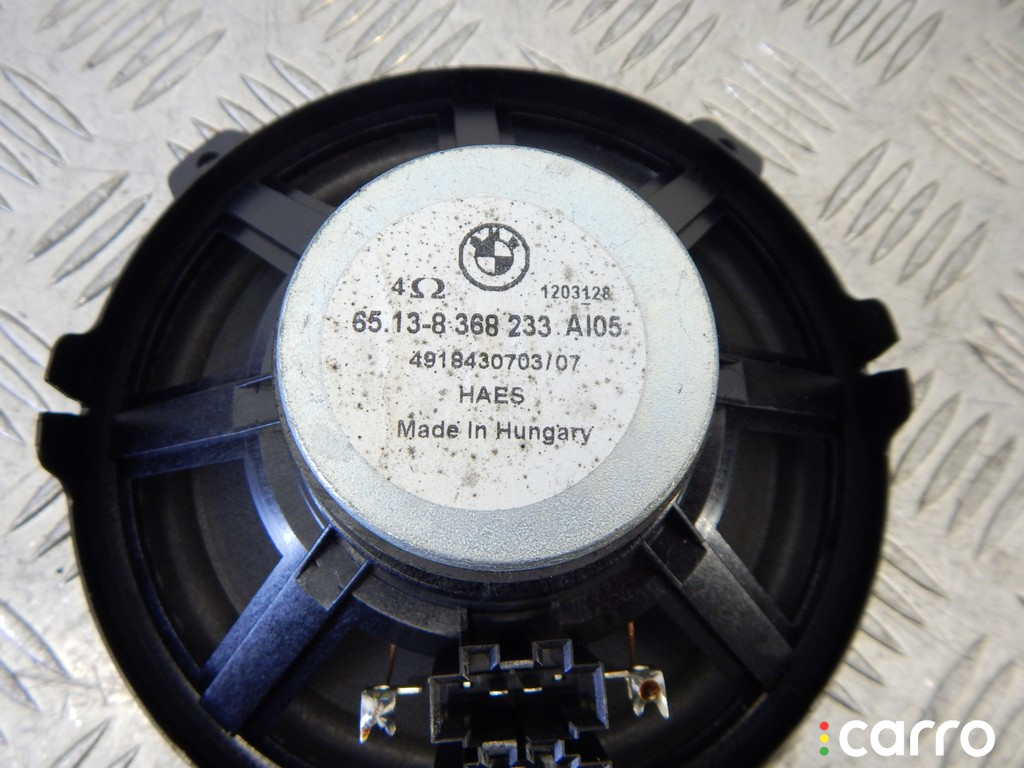 4Ω 1203128
65.13-8 368 233 AI05
4918430703/07
HAES
Made In Hungary
carro